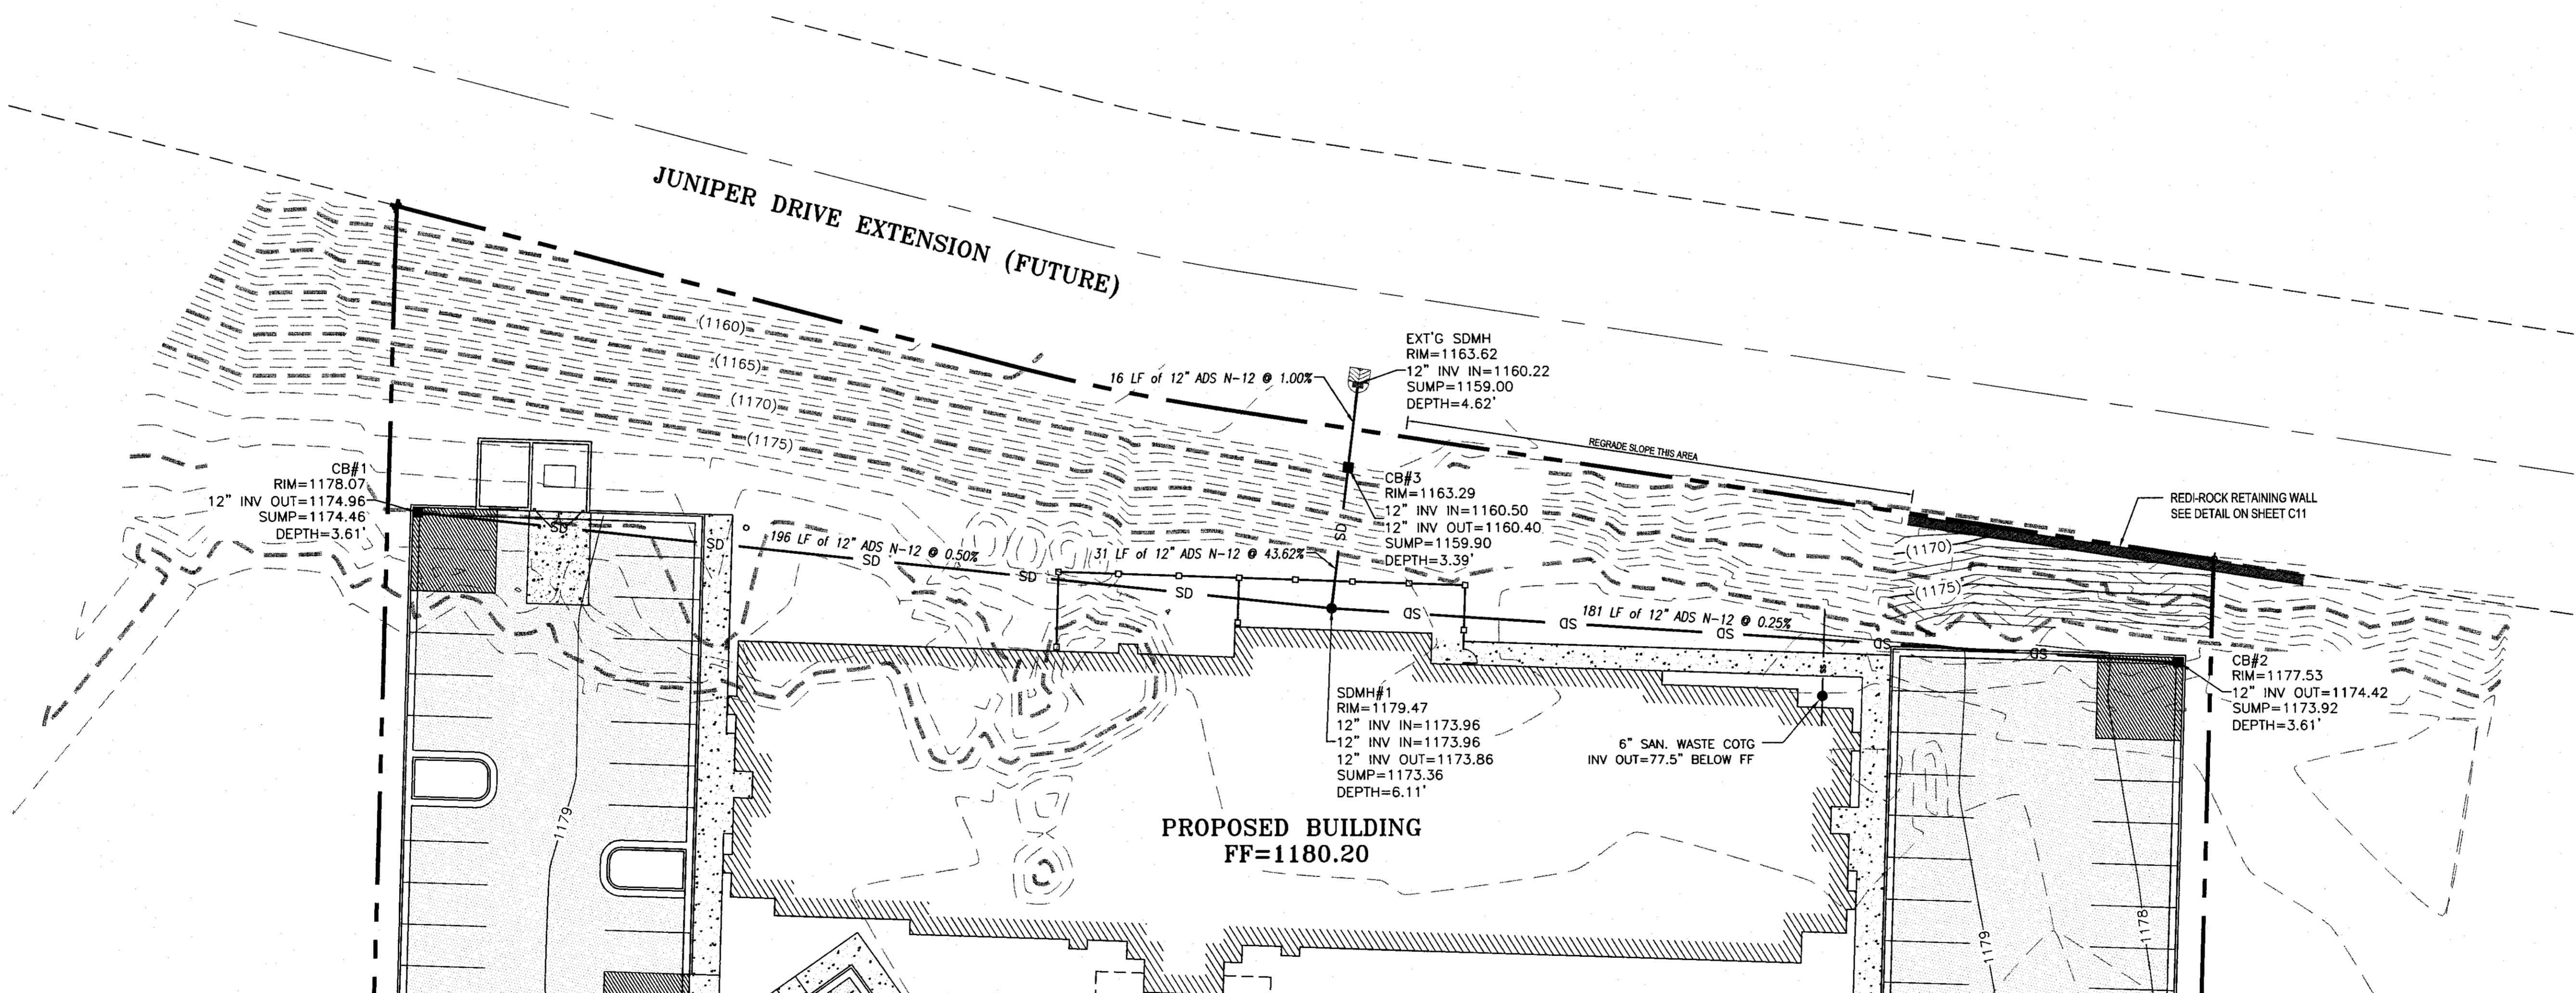 JUNIPER DRIVE EXTENSION (FUTURE)
(1160)
(1165)
(1170)
(1175)
EXT'G SDMH
RIM=1163.62
12" INV IN=1160.22
SUMP=1159.00
DEPTH=4.62'
16 LF of 12" ADS N-12 @ 1.00%
REGRADE SLOPE THIS AREA
CB#1
RIM=1178.07
12" INV OUT=1174.96
SUMP=1174.46
DEPTH=3.61'
CB#3
RIM=1163.29
12" INV IN=1160.50
12" INV OUT=1160.40
SUMP=1159.90
DEPTH=3.39'
REDI-ROCK RETAINING WALL
SEE DETAIL ON SHEET C11
SD
SD
196 LF of 12" ADS N-12 @ 0.50%
SD
SD
SD
31 LF of 12" ADS N-12 @ 43.62%
SD
(1170)
(1175)
SD
SD
181 LF of 12" ADS N-12 @ 0.25%
SD
SD
SD
SS
CB#2
RIM=1177.53
12" INV OUT=1174.42
SUMP=1173.92
DEPTH=3.61'
SDMH#1
RIM=1179.47
12" INV IN=1173.96
12" INV IN=1173.96
12" INV OUT=1173.86
SUMP=1173.36
DEPTH=6.11'
6" SAN. WASTE COTG
INV OUT=77.5" BELOW FF
PROPOSED BUILDING
FF=1180.20
1179
1179
1178